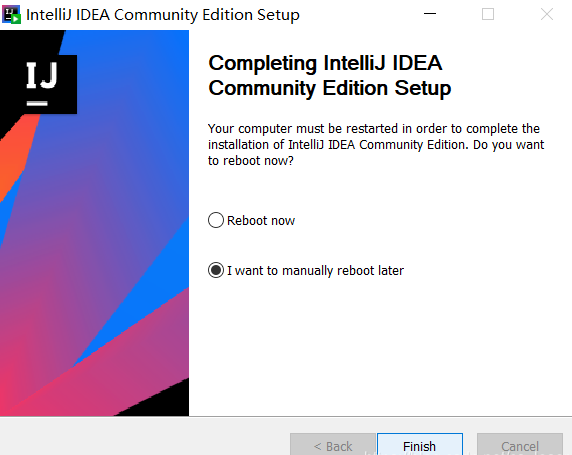 IntelliJ IDEA Community Edition Setup
IJ
Completing IntelliJ IDEA
Community Edition Setup
Your computer must be restarted in order to complete the
installation of IntelliJ IDEA Community Edition. Do you want
to reboot now?
Reboot now
I want to manually reboot later
< Back
Finish
Cancel